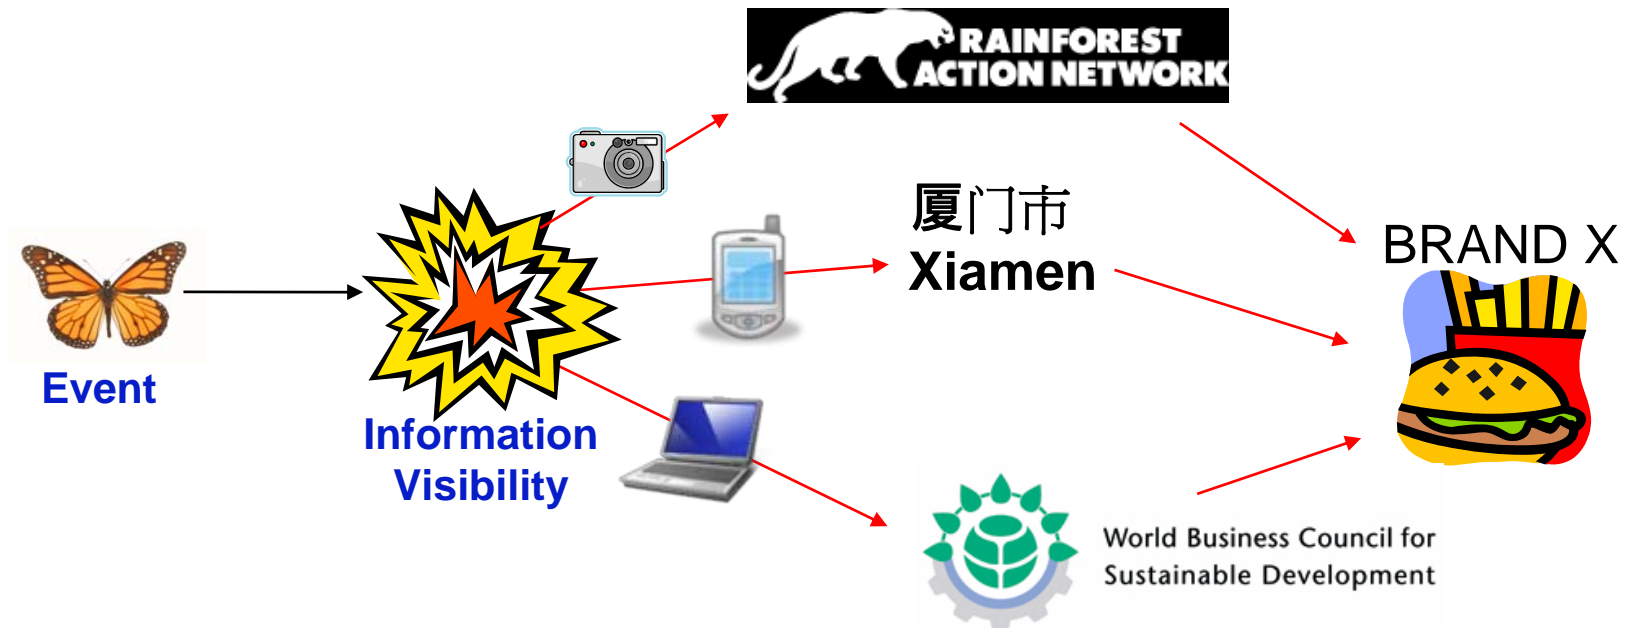 RAINFOREST
ACTION NETWORK
厦门市
Xiamen
BRAND X
Event
Information
Visibility
World Business Council for
Sustainable Development